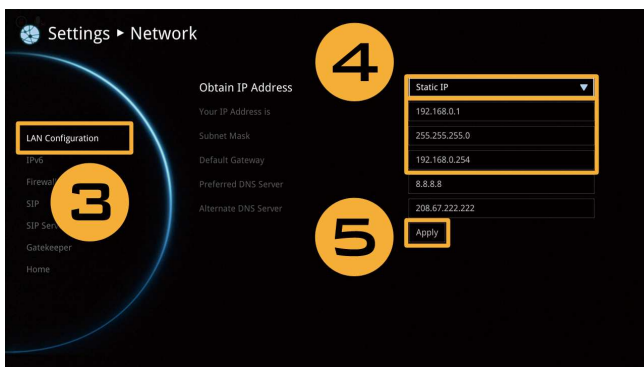 Settings ▸ Network
4
Obtain IP Address
Static IP
Your IP Address is
192.168.0.1
LAN Configuration
Subnet Mask
255.255.255.0
IPv6
Default Gateway
192.168.0.254
3
Preferred DNS Server
8.8.8.8
SIP
Alternate DNS Server
208.67.222.222
SIP
5
Apply
Gatekeeper
Home